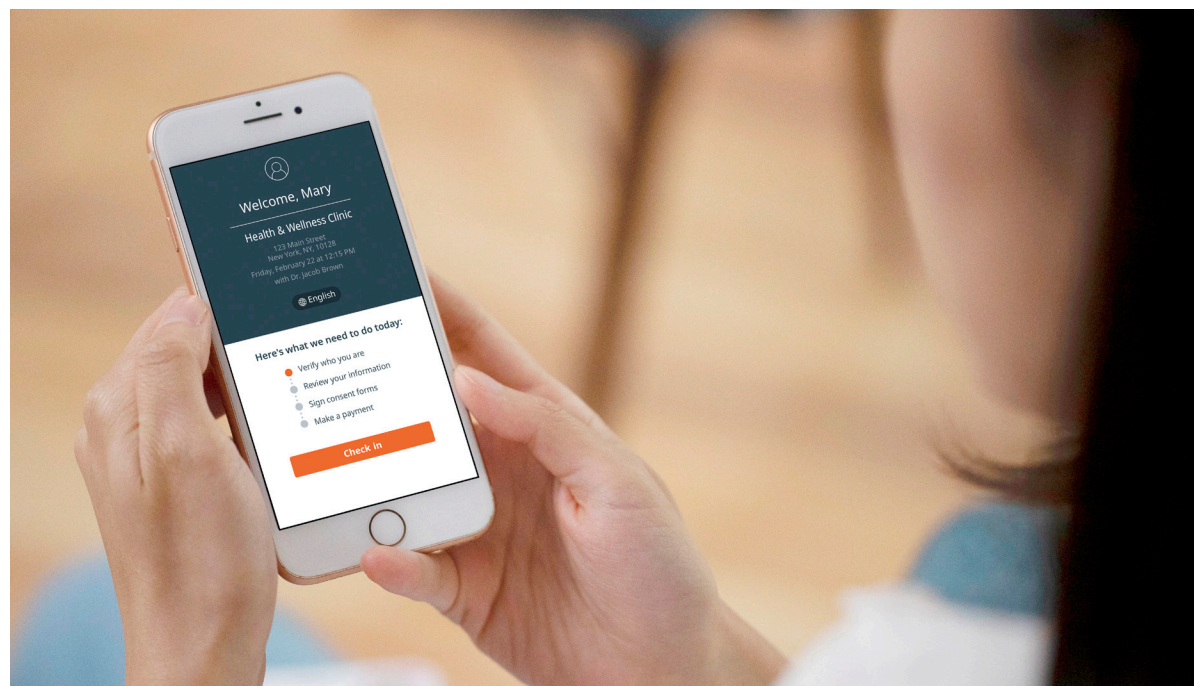 Welcome, Mary
Health & Wellness Clinic
123 Main Street
New York, NY, 10128
Friday, February 22 at 12:15 PM
with Dr. Jacob Brown
English
Here's what we need to do today:
Verify who you are
Review your information
Sign consent forms
Make a payment
Check in